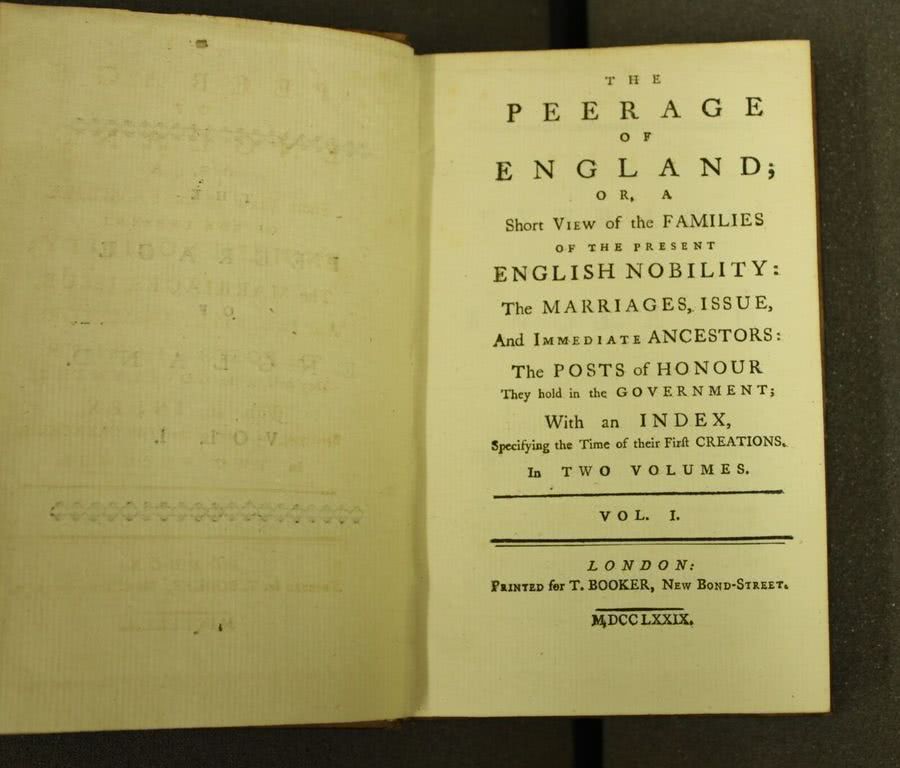 THE
PEERAGE
OF
ENGLAND;
OR, A
Short VIEW of the FAMILIES
OF THE PRESENT
ENGLISH NOBILITY:
The MARRIAGES, ISSUE,
And IMMEDIATE ANCESTORS:
The POSTS of HONOUR
They hold in the GOVERNMENT;
With an INDEX,
Specifying the Time of their Firſt CREATIONS.
In TWO VOLUMES.
VOL. I.
LONDON:
PRINTED for T. BOOKER, NEW BOND-STREET.
M,DCCLXXIX.